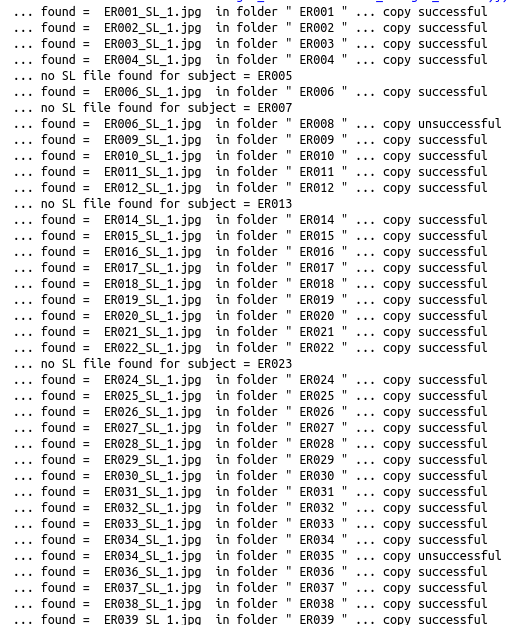 ... found =  ER001_SL_1.jpg  in folder " ER001 " ... copy successful
... found =  ER002_SL_1.jpg  in folder " ER002 " ... copy successful
... found =  ER003_SL_1.jpg  in folder " ER003 " ... copy successful
... found =  ER004_SL_1.jpg  in folder " ER004 " ... copy successful
... no SL file found for subject = ER005
... found =  ER006_SL_1.jpg  in folder " ER006 " ... copy successful
... no SL file found for subject = ER007
... found =  ER006_SL_1.jpg  in folder " ER008 " ... copy unsuccessful
... found =  ER009_SL_1.jpg  in folder " ER009 " ... copy successful
... found =  ER010_SL_1.jpg  in folder " ER010 " ... copy successful
... found =  ER011_SL_1.jpg  in folder " ER011 " ... copy successful
... found =  ER012_SL_1.jpg  in folder " ER012 " ... copy successful
... no SL file found for subject = ER013
... found =  ER014_SL_1.jpg  in folder " ER014 " ... copy successful
... found =  ER015_SL_1.jpg  in folder " ER015 " ... copy successful
... found =  ER016_SL_1.jpg  in folder " ER016 " ... copy successful
... found =  ER017_SL_1.jpg  in folder " ER017 " ... copy successful
... found =  ER018_SL_1.jpg  in folder " ER018 " ... copy successful
... found =  ER019_SL_1.jpg  in folder " ER019 " ... copy successful
... found =  ER020_SL_1.jpg  in folder " ER020 " ... copy successful
... found =  ER021_SL_1.jpg  in folder " ER021 " ... copy successful
... found =  ER022_SL_1.jpg  in folder " ER022 " ... copy successful
... no SL file found for subject = ER023
... found =  ER024_SL_1.jpg  in folder " ER024 " ... copy successful
... found =  ER025_SL_1.jpg  in folder " ER025 " ... copy successful
... found =  ER026_SL_1.jpg  in folder " ER026 " ... copy successful
... found =  ER027_SL_1.jpg  in folder " ER027 " ... copy successful
... found =  ER028_SL_1.jpg  in folder " ER028 " ... copy successful
... found =  ER029_SL_1.jpg  in folder " ER029 " ... copy successful
... found =  ER030_SL_1.jpg  in folder " ER030 " ... copy successful
... found =  ER031_SL_1.jpg  in folder " ER031 " ... copy successful
... found =  ER032_SL_1.jpg  in folder " ER032 " ... copy successful
... found =  ER033_SL_1.jpg  in folder " ER033 " ... copy successful
... found =  ER034_SL_1.jpg  in folder " ER034 " ... copy successful
... found =  ER034_SL_1.jpg  in folder " ER035 " ... copy unsuccessful
... found =  ER036_SL_1.jpg  in folder " ER036 " ... copy successful
... found =  ER037_SL_1.jpg  in folder " ER037 " ... copy successful
... found =  ER038_SL_1.jpg  in folder " ER038 " ... copy successful
... found =  ER039_SL_1.jpg  in folder " ER039 " ... copy successful